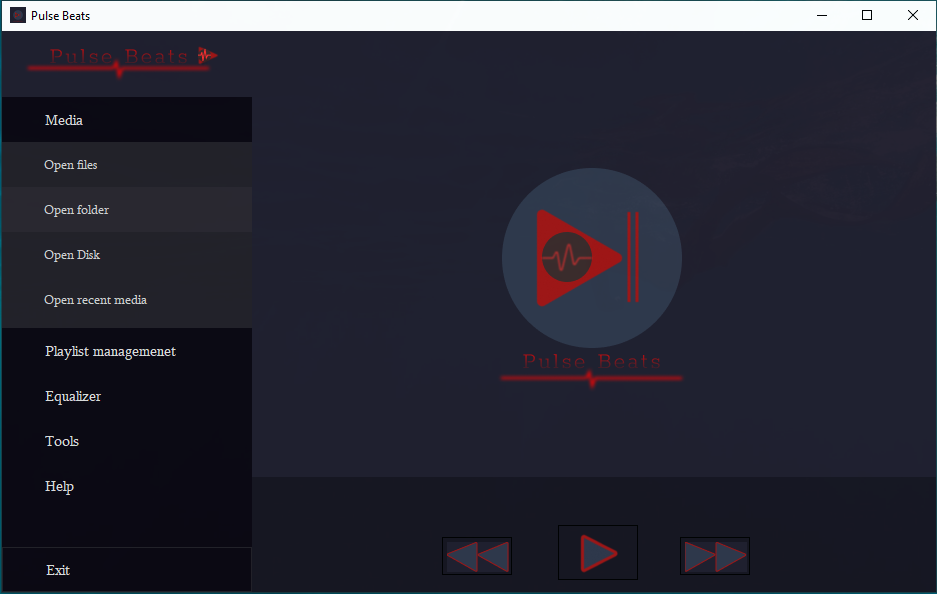 Pulse Beats
Pulse Beats
Media
Open files
Open folder
Open Disk
Open recent media
Playlist managemenet
Equalizer
Tools
Help
Exit
Pulse Beats